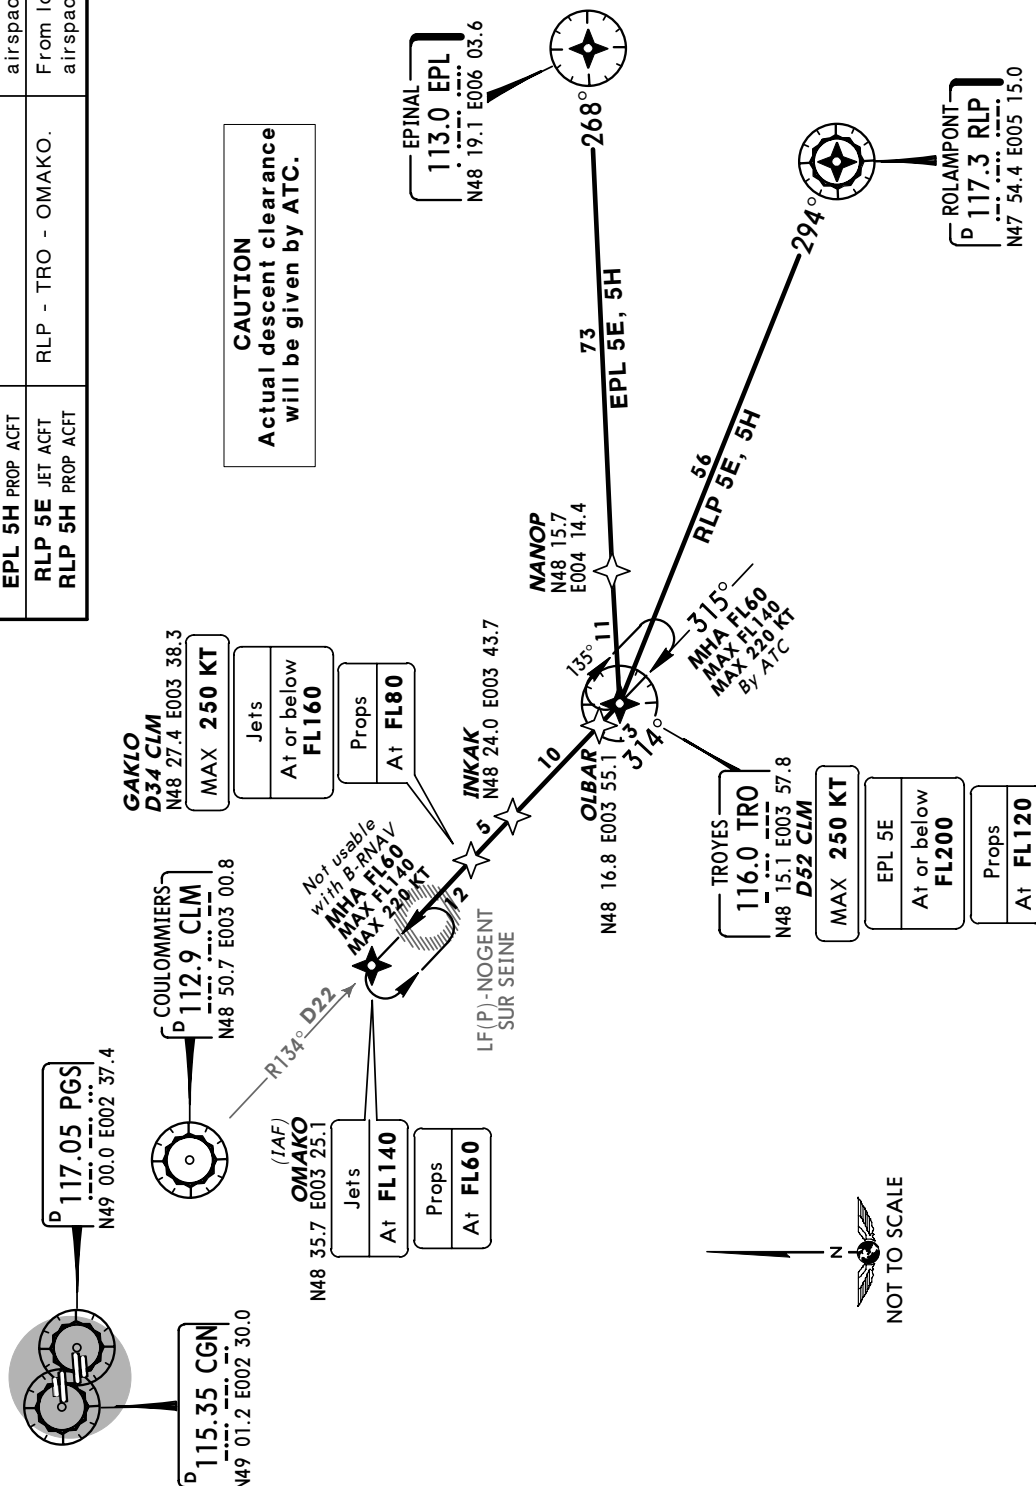 EPL 5H PROP ACFT
airspac
RLP 5E JET ACFT
RLP 5H PROP ACFT
RLP - TRO - OMAKO.
From lo
airspac
CAUTION
Actual descent clearance
will be given by ATC.
EPINAL
113.0 EPL
N48 19.1 E006 03.6
268°
73
EPL 5E, 5H
ROLAMPONT
D 117.3 RLP
N47 54.4 E005 15.0
294°
56
RLP 5E, 5H
NANOP
N48 15.7
E004 14.4
11
135°
315°
MHA FL60
MAX FL140
MAX 220 KT
By ATC
TROYES
116.0 TRO
N48 15.1 E003 57.8
D52 CLM
MAX 250 KT
EPL 5E
At or below
FL200
Props
At FL120
314°
3
OLBAR
N48 16.8 E003 55.1
10
INKAK
N48 24.0 E003 43.7
5
GAKLO
D34 CLM
N48 27.4 E003 38.3
MAX 250 KT
Jets
At or below
FL160
Props
At FL80
12
Not usable
with B-RNAV
MHA FL60
MAX FL140
MAX 220 KT
LF(P)-NOGENT
SUR SEINE
COULOMMIERS
D 112.9 CLM
N48 50.7 E003 00.8
R134° D22
(IAF)
OMAKO
N48 35.7 E003 25.1
Jets
At FL140
Props
At FL60
D 117.05 PGS
N49 00.0 E002 37.4
D 115.35 CGN
N49 01.2 E002 30.0
N
NOT TO SCALE